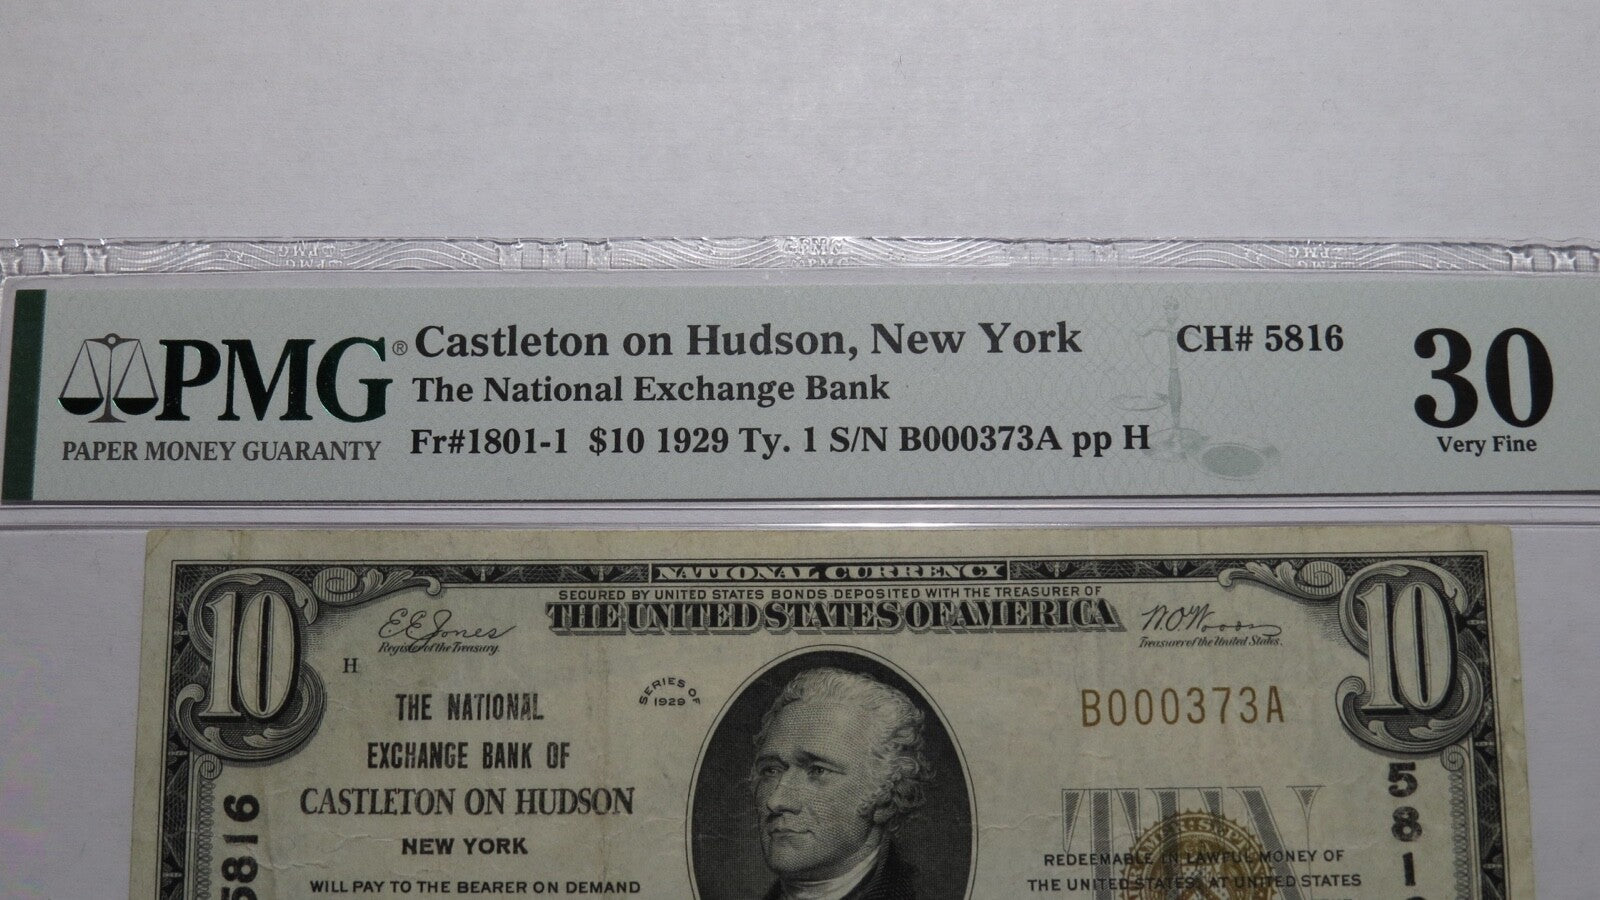 PMG®
PAPER MONEY GUARANTY
Castleton on Hudson, New York CH# 5816
The National Exchange Bank
Fr#1801-1 $10 1929 Ty. 1 S/N B000373A pp H
30
Very Fine
NATIONAL CURRENCY
SECURED BY UNITED STATES BONDS DEPOSITED WITH THE TREASURER OF
THE UNITED STATES OF AMERICA
10
10
E E Jones
Register of the Treasury.
W.O. Woods
Treasurer of the United States.
H
SERIES OF
1929
B000373A
THE NATIONAL
EXCHANGE BANK OF
CASTLETON ON HUDSON
NEW YORK
WILL PAY TO THE BEARER ON DEMAND
5816
581
TEN
REDEEMABLE IN LAWFUL MONEY OF
THE UNITED STATES AT UNITED STATES